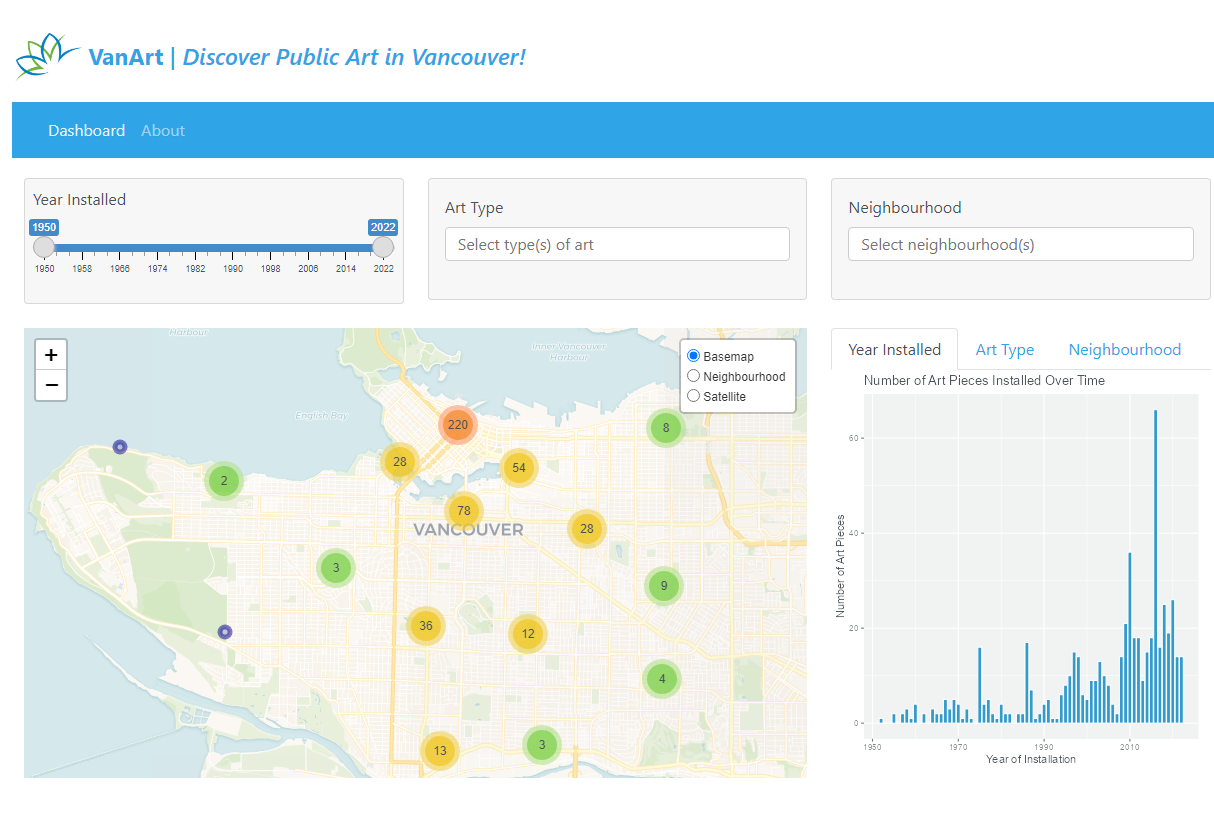 VanArt | Discover Public Art in Vancouver!
Dashboard About
Year Installed
1950 2022
1950 1958 1966 1974 1982 1990 1998 2006 2014 2022
Art Type
Select type(s) of art
Neighbourhood
Select neighbourhood(s)
+
−
Harbour
Inner Vancouver
Harbour
English Bay
Basemap
Neighbourhood
Satellite
220
8
28
54
2
78
VANCOUVER
28
3
9
36
12
4
13
3
Year Installed Art Type Neighbourhood
Number of Art Pieces Installed Over Time
Number of Art Pieces
60
40
20
0
1950 1970 1990 2010
Year of Installation